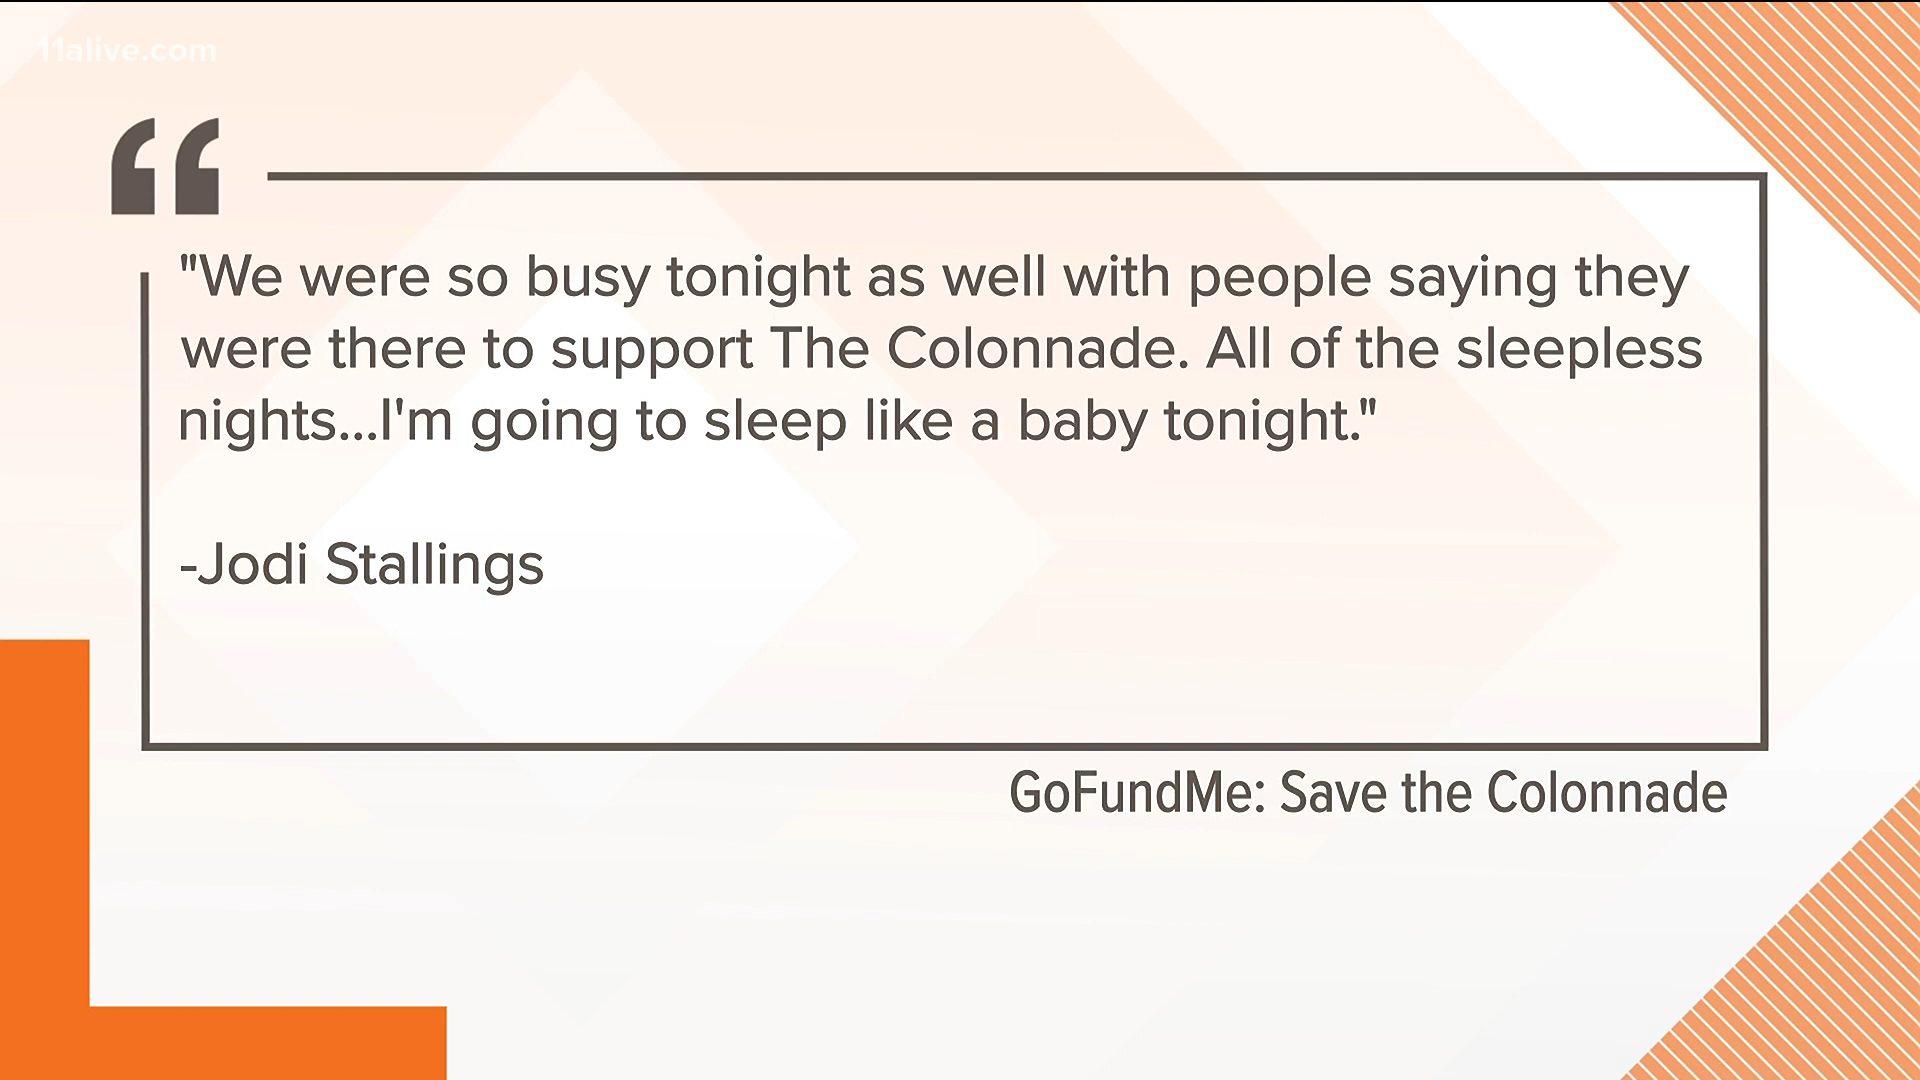 11alive.com
"We were so busy tonight as well with people saying they
were there to support The Colonnade. All of the sleepless
nights...I'm going to sleep like a baby tonight."
-Jodi Stallings
GoFundMe: Save the Colonnade